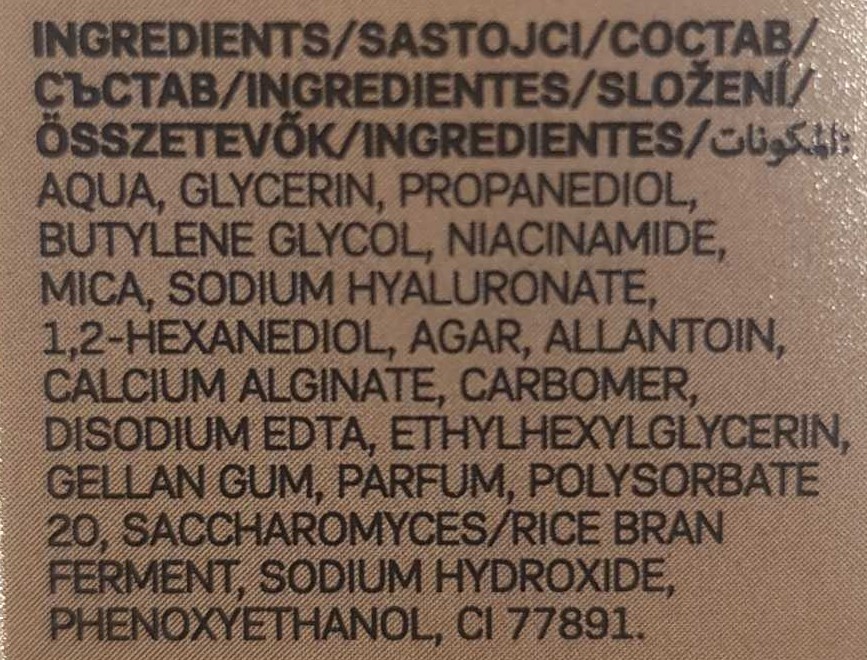 INGREDIENTS/SASTOJCI/СОСТАВ/
СЪСТАВ/INGREDIENTES/SLOŽENÍ/
ÖSSZETEVŐK/INGREDIENTES/المكونات:
AQUA, GLYCERIN, PROPANEDIOL,
BUTYLENE GLYCOL, NIACINAMIDE,
MICA, SODIUM HYALURONATE,
1,2-HEXANEDIOL, AGAR, ALLANTOIN,
CALCIUM ALGINATE, CARBOMER,
DISODIUM EDTA, ETHYLHEXYLGLYCERIN,
GELLAN GUM, PARFUM, POLYSORBATE
20, SACCHAROMYCES/RICE BRAN
FERMENT, SODIUM HYDROXIDE,
PHENOXYETHANOL, CI 77891.